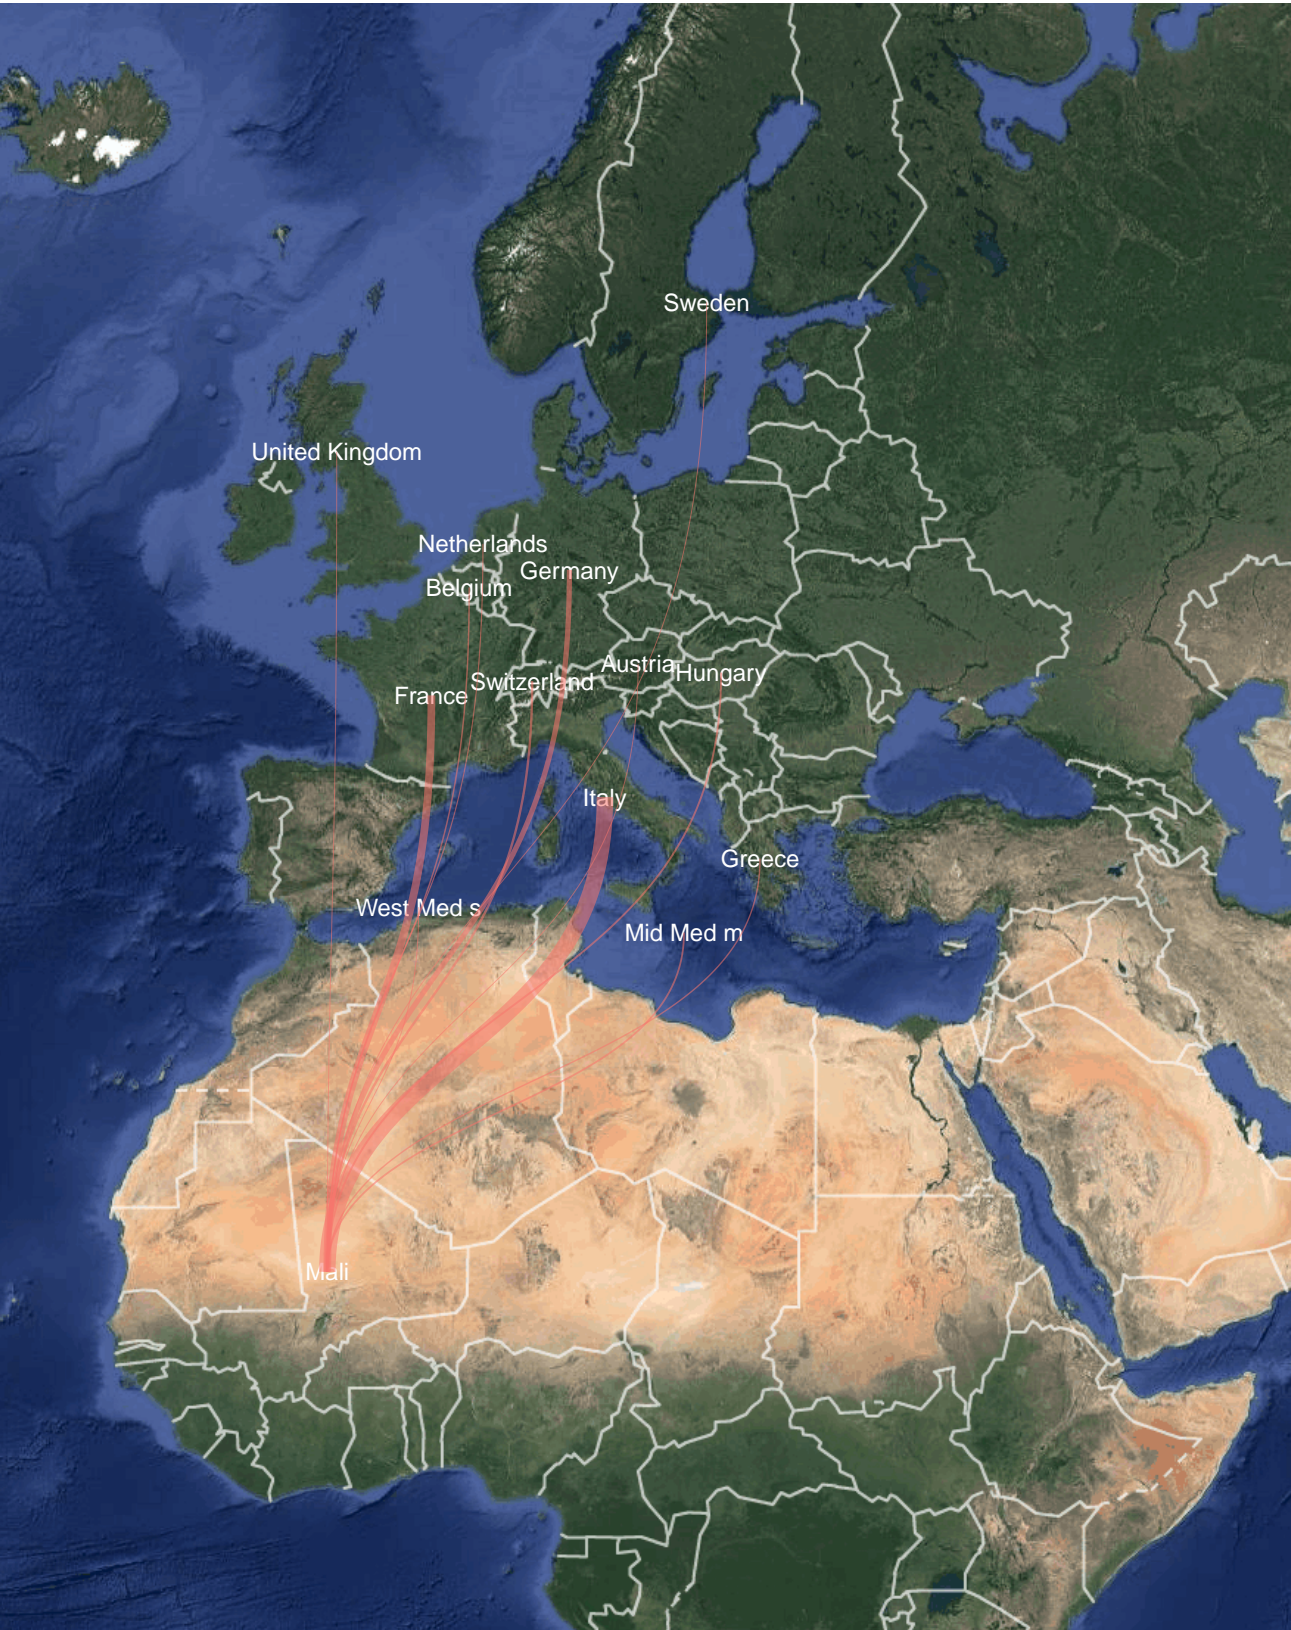 Sweden
United Kingdom
Netherlands
Germany
Belgium
Austria
Hungary
Switzerland
France
Italy
Greece
West Med s
Mid Med m
Mali